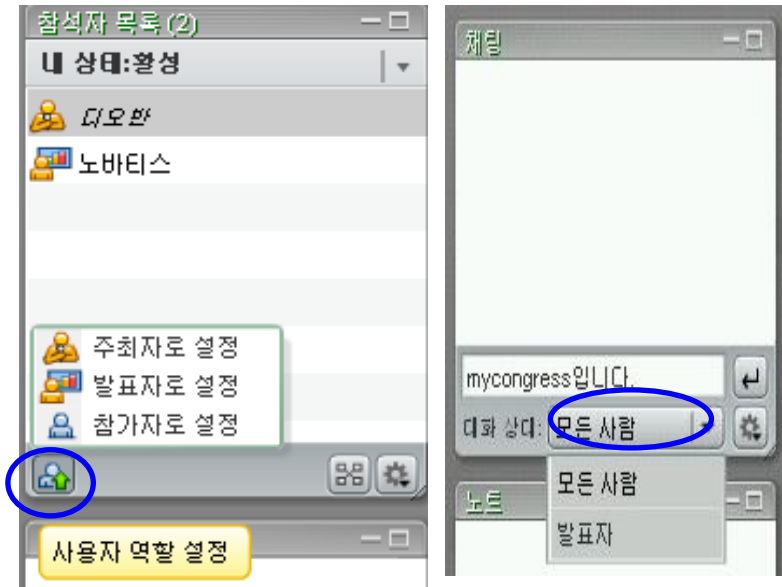 참석자 목록 (2)
내 상태:활성
디오반
노바티스
주최자로 설정
발표자로 설정
참가자로 설정
사용자 역할 설정
채팅
mycongress입니다.
대화 상대: 모든 사람
모든 사람
발표자
노트